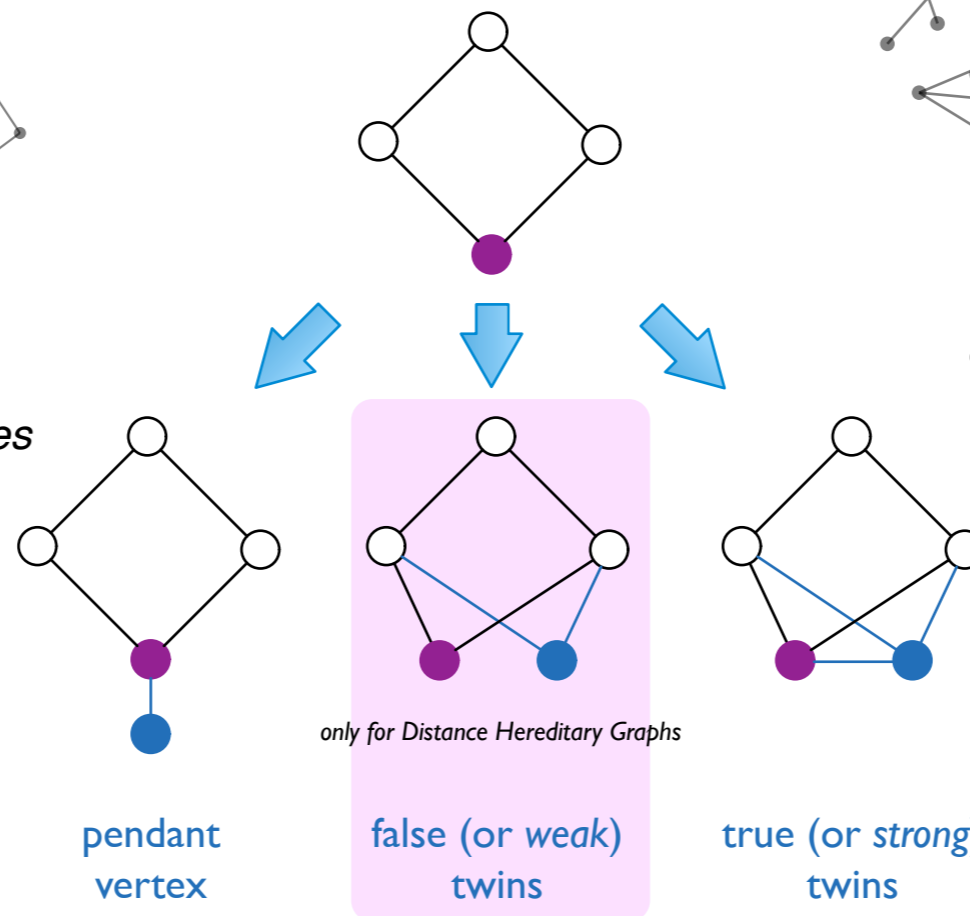 es
only for Distance Hereditary Graphs
pendant
vertex
false (or weak)
twins
true (or strong
twins